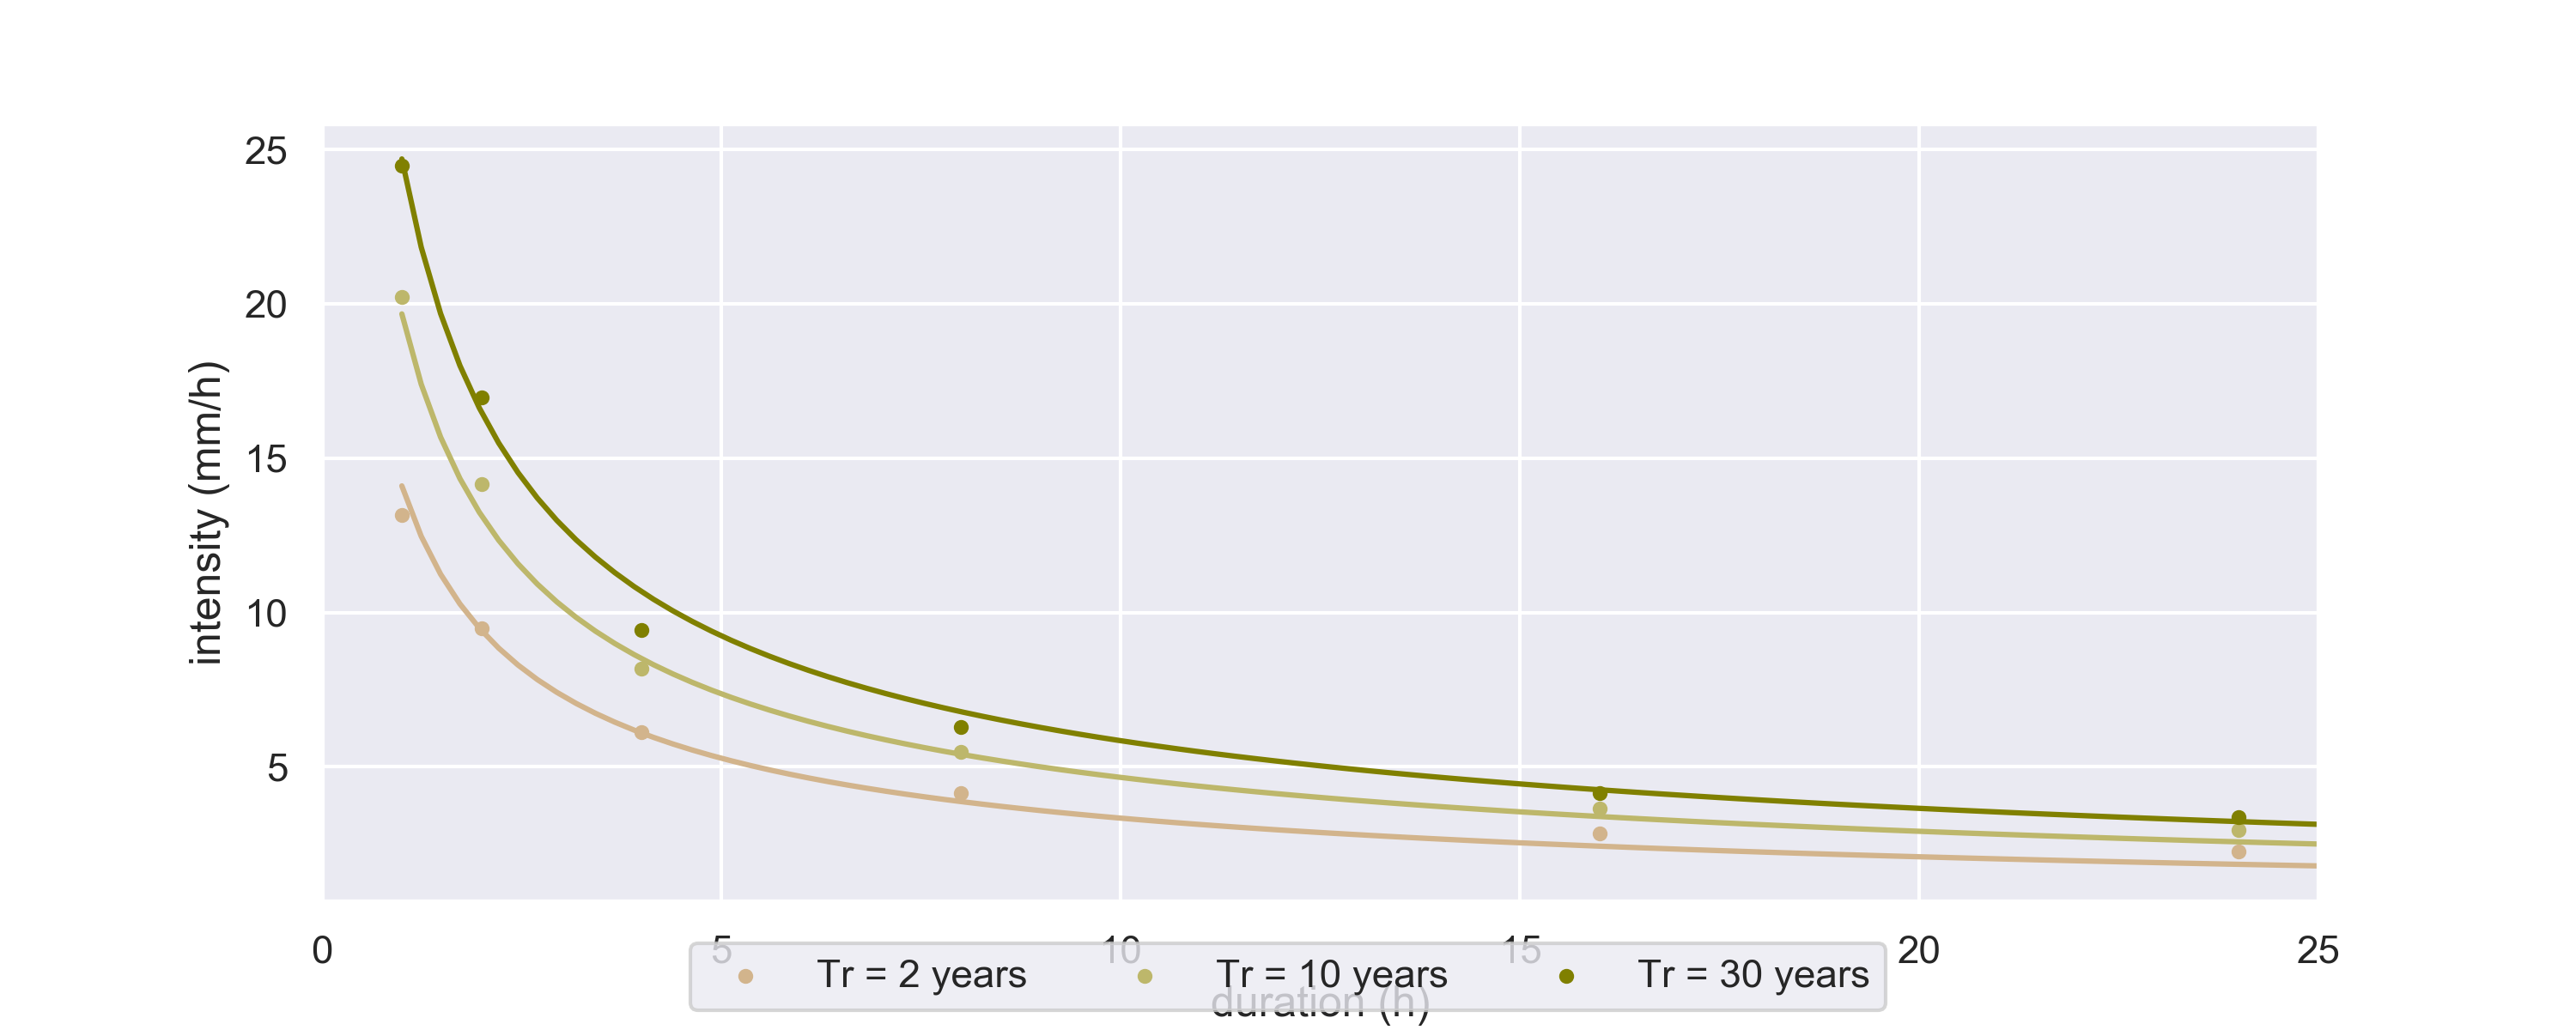 25
20
15
10
5
intensity (mm/h)
0 5 10 15 20 25
Tr = 2 years Tr = 10 years Tr = 30 years
duration (h)